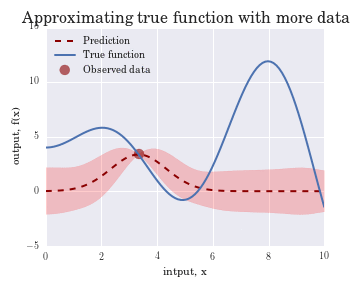 Approximating true function with more data
15
Prediction
True function
Observed data
10
5
0
−5
output, f(x)
0 2 4 6 8 10
intput, x